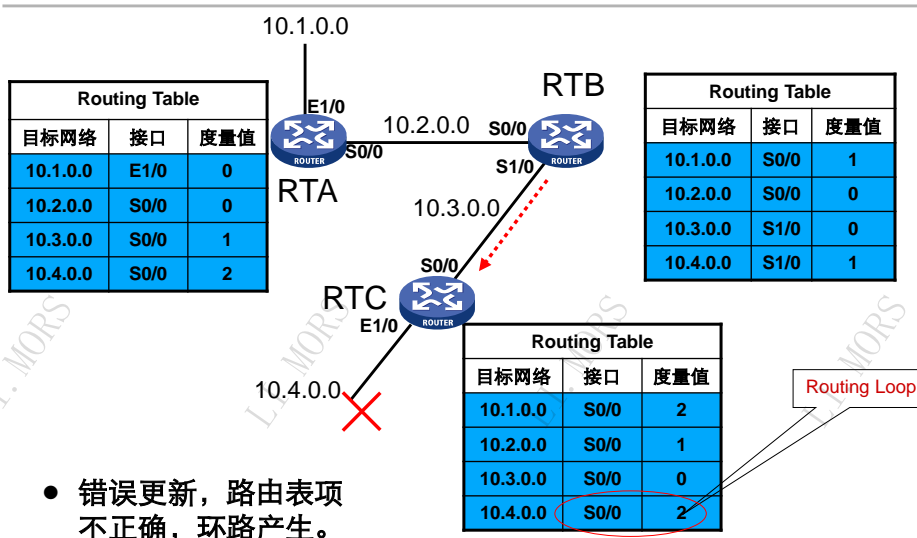 10.1.0.0
RTB
Routing Table
目标网络 接口 度量值
10.1.0.0 E1/0 0
10.2.0.0 S0/0 0
10.3.0.0 S0/0 1
10.4.0.0 S0/0 2
E1/0
ROUTER
S0/0
RTA
10.2.0.0
S0/0
ROUTER
S1/0
Routing Table
目标网络 接口 度量值
10.1.0.0 S0/0 1
10.2.0.0 S0/0 0
10.3.0.0 S1/0 0
10.4.0.0 S1/0 1
10.3.0.0
S0/0
RTC
ROUTER
E1/0
10.4.0.0
Routing Table
目标网络 接口 度量值
10.1.0.0 S0/0 2
10.2.0.0 S0/0 1
10.3.0.0 S0/0 0
10.4.0.0 S0/0 2
Routing Loop
● 错误更新，路由表项
不正确，环路产生。